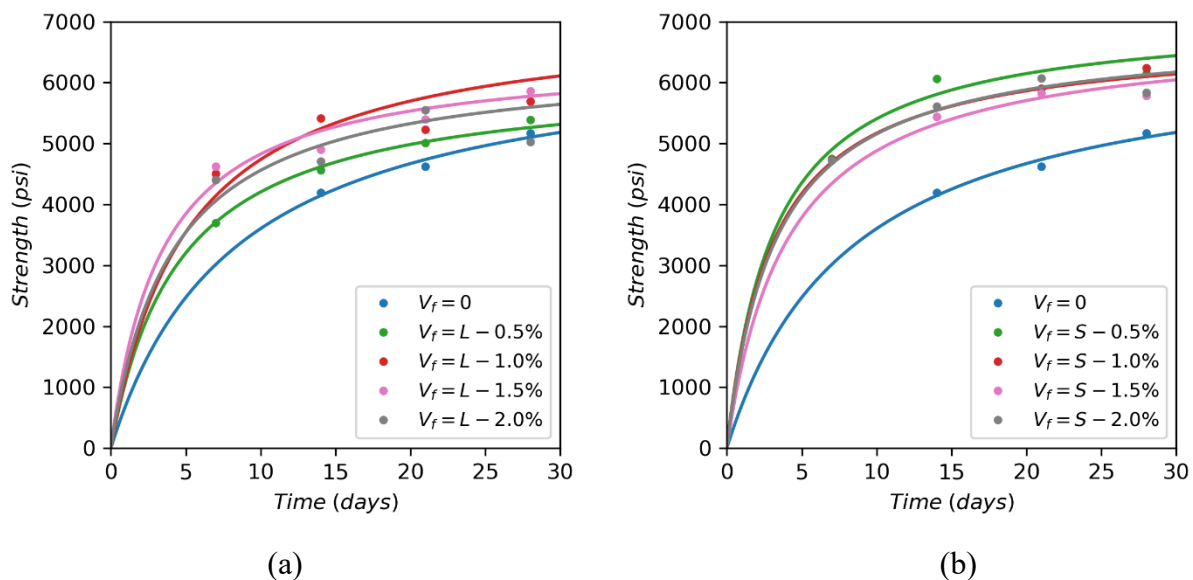 7000
6000
5000
4000
3000
2000
1000
0
Strength (psi)
0 5 10 15 20 25 30
Time (days)
V_f = 0
V_f = L − 0.5%
V_f = L − 1.0%
V_f = L − 1.5%
V_f = L − 2.0%
(a)
7000
6000
5000
4000
3000
2000
1000
0
Strength (psi)
0 5 10 15 20 25 30
Time (days)
V_f = 0
V_f = S − 0.5%
V_f = S − 1.0%
V_f = S − 1.5%
V_f = S − 2.0%
(b)